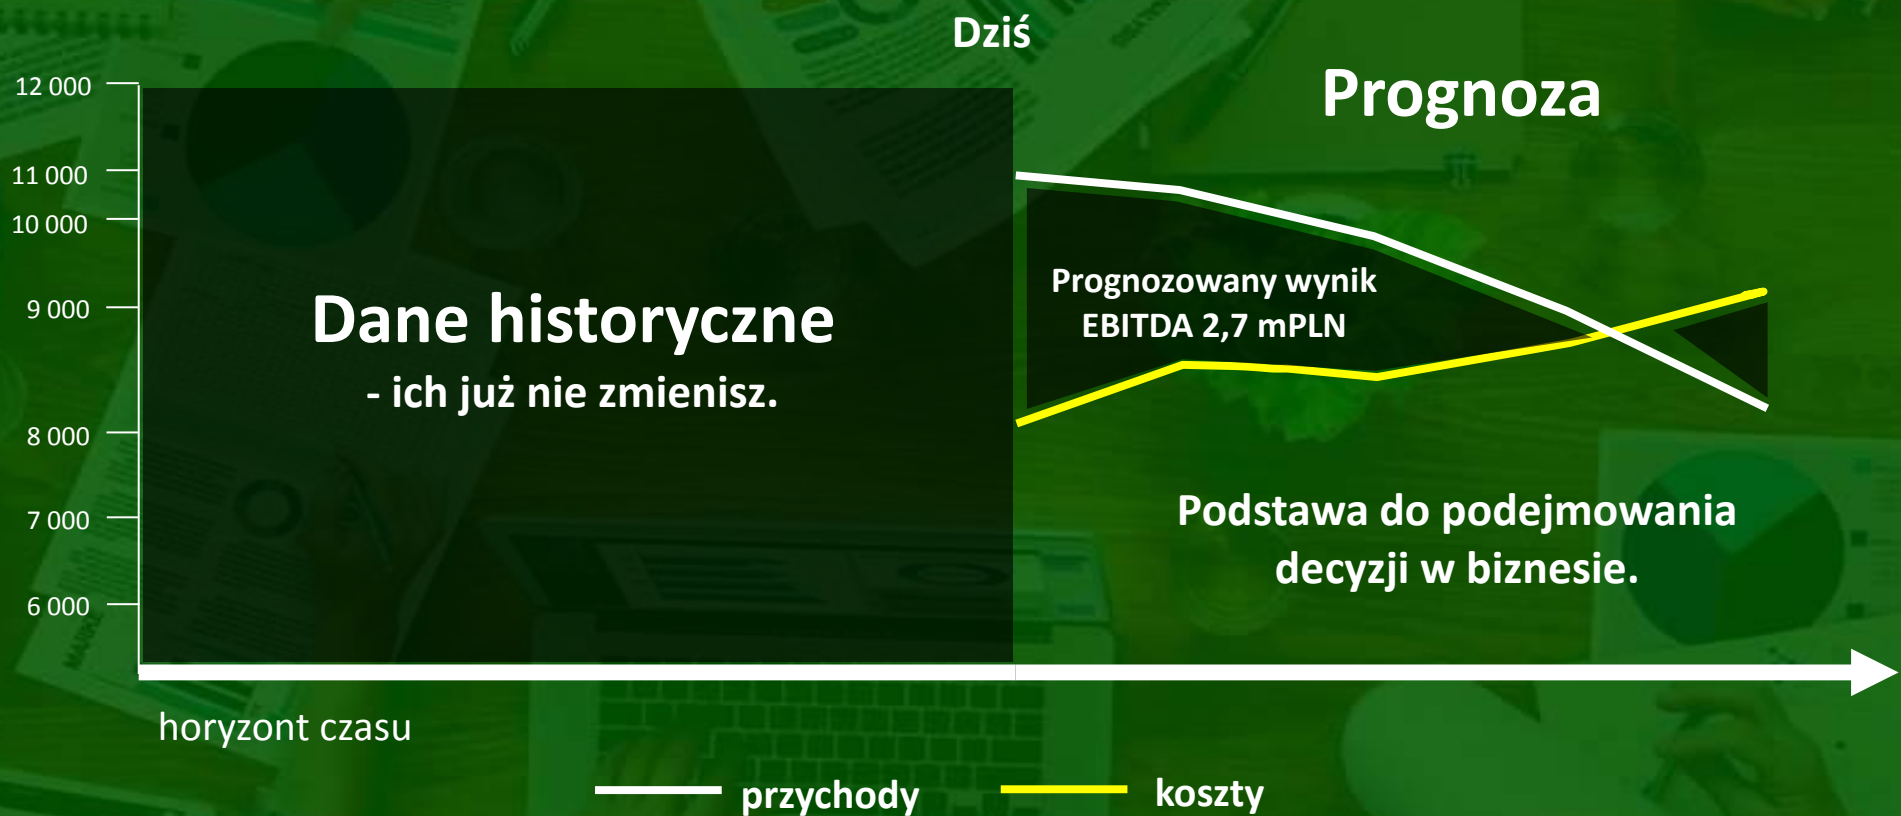 Dziś
Prognoza
12 000
11 000
10 000
9 000
8 000
7 000
6 000
Dane historyczne
- ich już nie zmienisz.
Prognozowany wynik
EBITDA 2,7 mPLN
Podstawa do podejmowania
decyzji w biznesie.
horyzont czasu
przychody
koszty